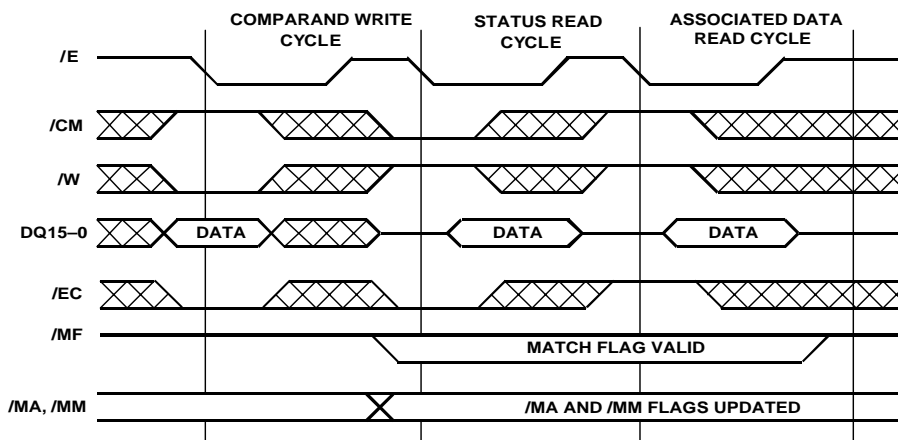 COMPARAND WRITE
CYCLE
STATUS READ
CYCLE
ASSOCIATED DATA
READ CYCLE
/E
/CM
/W
DQ15–0
DATA
DATA
DATA
/EC
/MF
MATCH FLAG VALID
/MA, /MM
/MA AND /MM FLAGS UPDATED